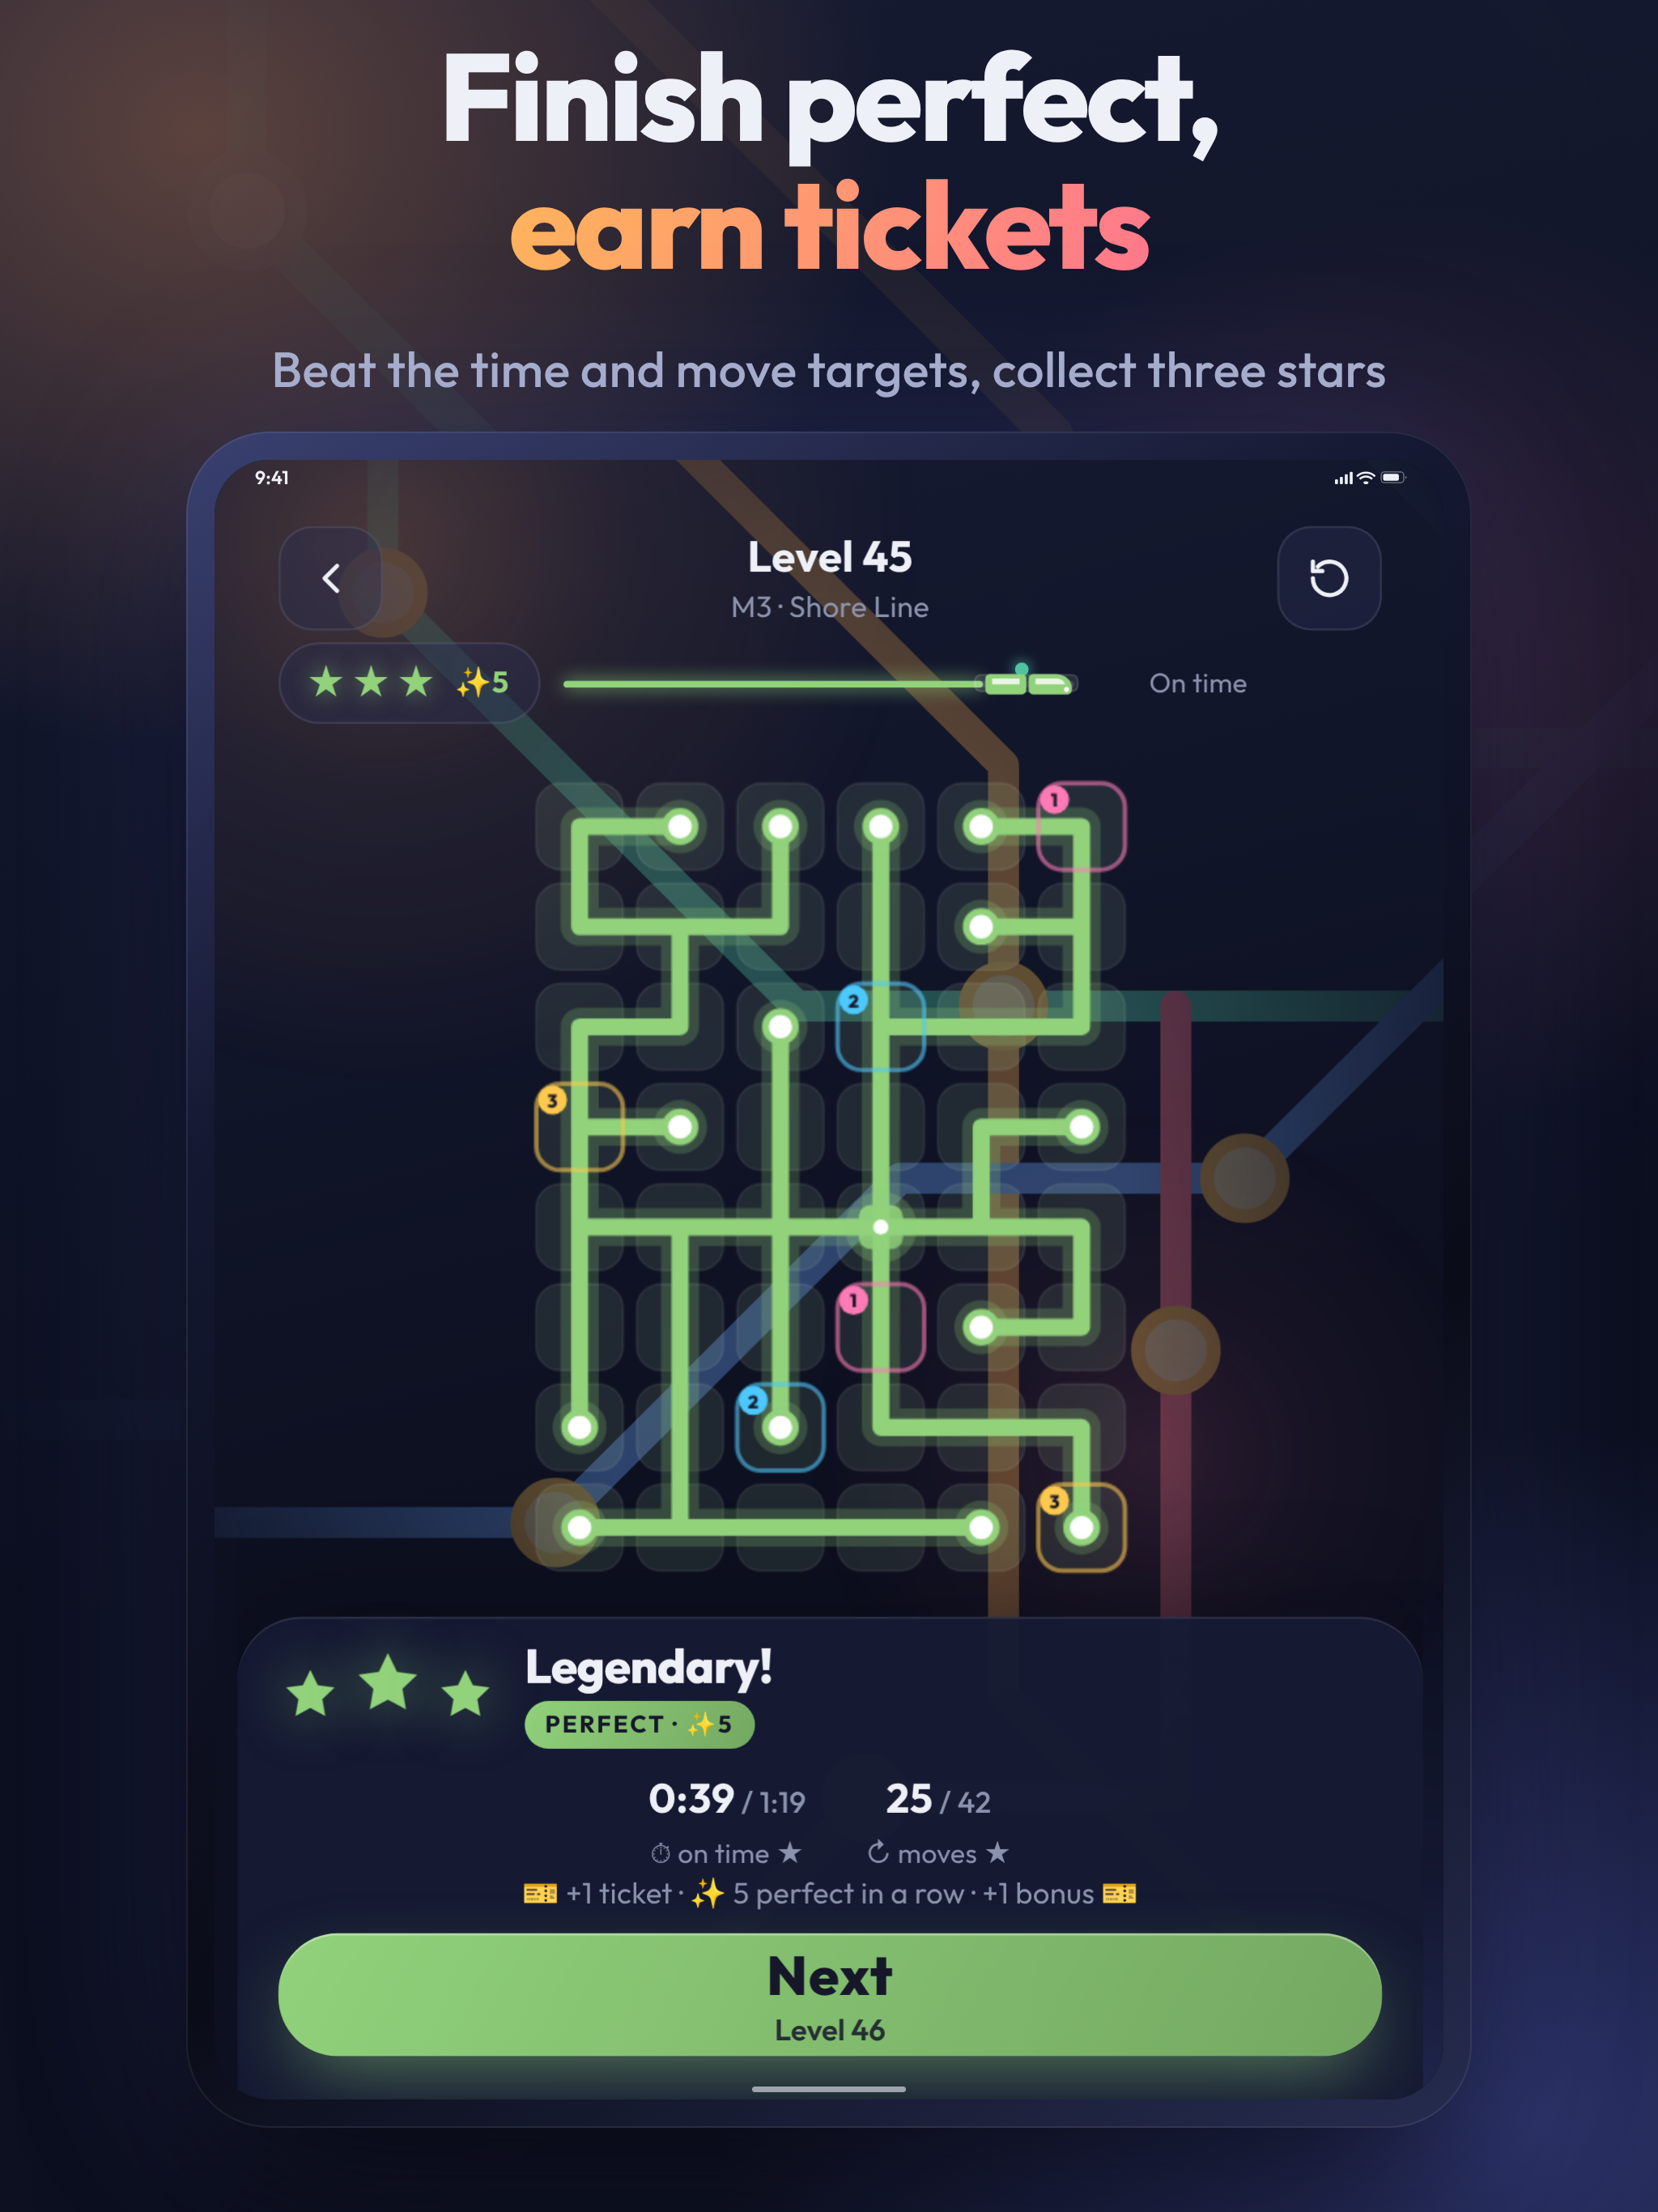 Finish perfect,
earn tickets
Beat the time and move targets, collect three stars
9:41
Level 45
M3 · Shore Line
★ ★ ★ ✨5
On time
1
2
3
1
2
3
Legendary!
PERFECT · ✨5
0:39 / 1:19 25 / 42
⏱ on time ★ ↻ moves ★
🎫 +1 ticket · ✨ 5 perfect in a row · +1 bonus 🎫
Next
Level 46